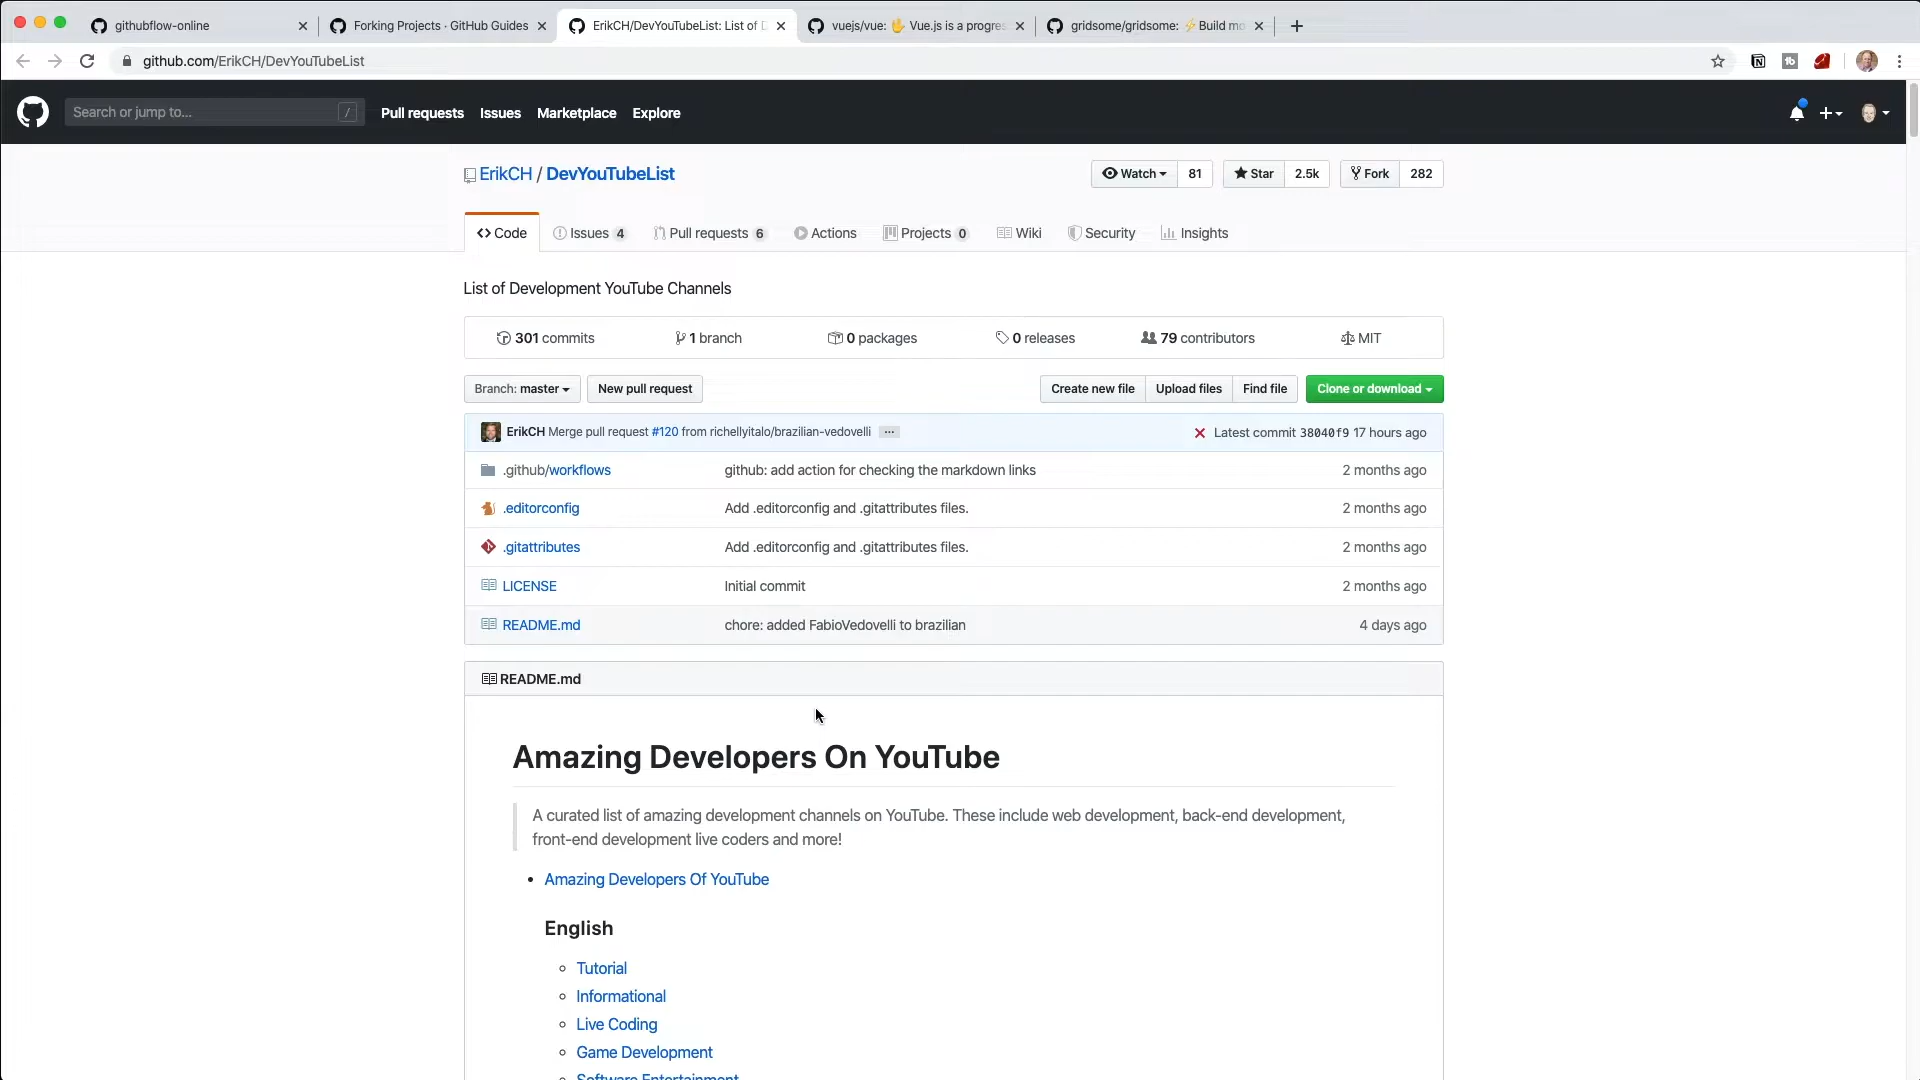 githubflow-online
Forking Projects · GitHub Guides
ErikCH/DevYouTubeList: List of D
vuejs/vue: 🖖 Vue.js is a progres
gridsome/gridsome: ⚡Build mo
github.com/ErikCH/DevYouTubeList
Search or jump to... /
Pull requests Issues Marketplace Explore
ErikCH / DevYouTubeList
Watch 81 Star 2.5k Fork 282
Code Issues 4 Pull requests 6 Actions Projects 0 Wiki Security Insights
List of Development YouTube Channels
301 commits 1 branch 0 packages 0 releases 79 contributors MIT
Branch: master New pull request Create new file Upload files Find file Clone or download
ErikCH Merge pull request #120 from richellyitalo/brazilian-vedovelli ... Latest commit 38040f9 17 hours ago
.github/workflows github: add action for checking the markdown links 2 months ago
.editorconfig Add .editorconfig and .gitattributes files. 2 months ago
.gitattributes Add .editorconfig and .gitattributes files. 2 months ago
LICENSE Initial commit 2 months ago
README.md chore: added FabioVedovelli to brazilian 4 days ago
README.md
Amazing Developers On YouTube
A curated list of amazing development channels on YouTube. These include web development, back-end development,
front-end development live coders and more!
• Amazing Developers Of YouTube
English
Tutorial
Informational
Live Coding
Game Development
Software Entertainment